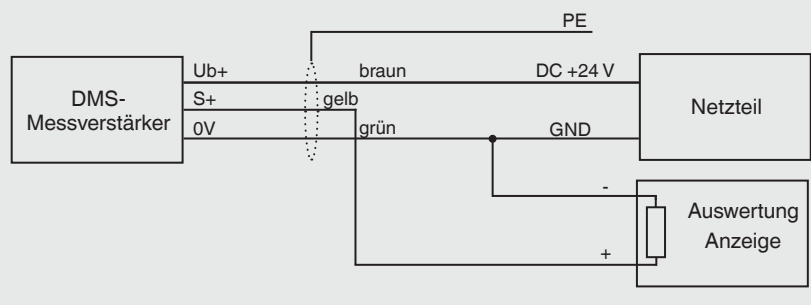 PE
Ub+ braun DC +24 V
DMS-
Messverstärker
S+ gelb
Netzteil
0V grün GND
-
Auswertung
Anzeige
+